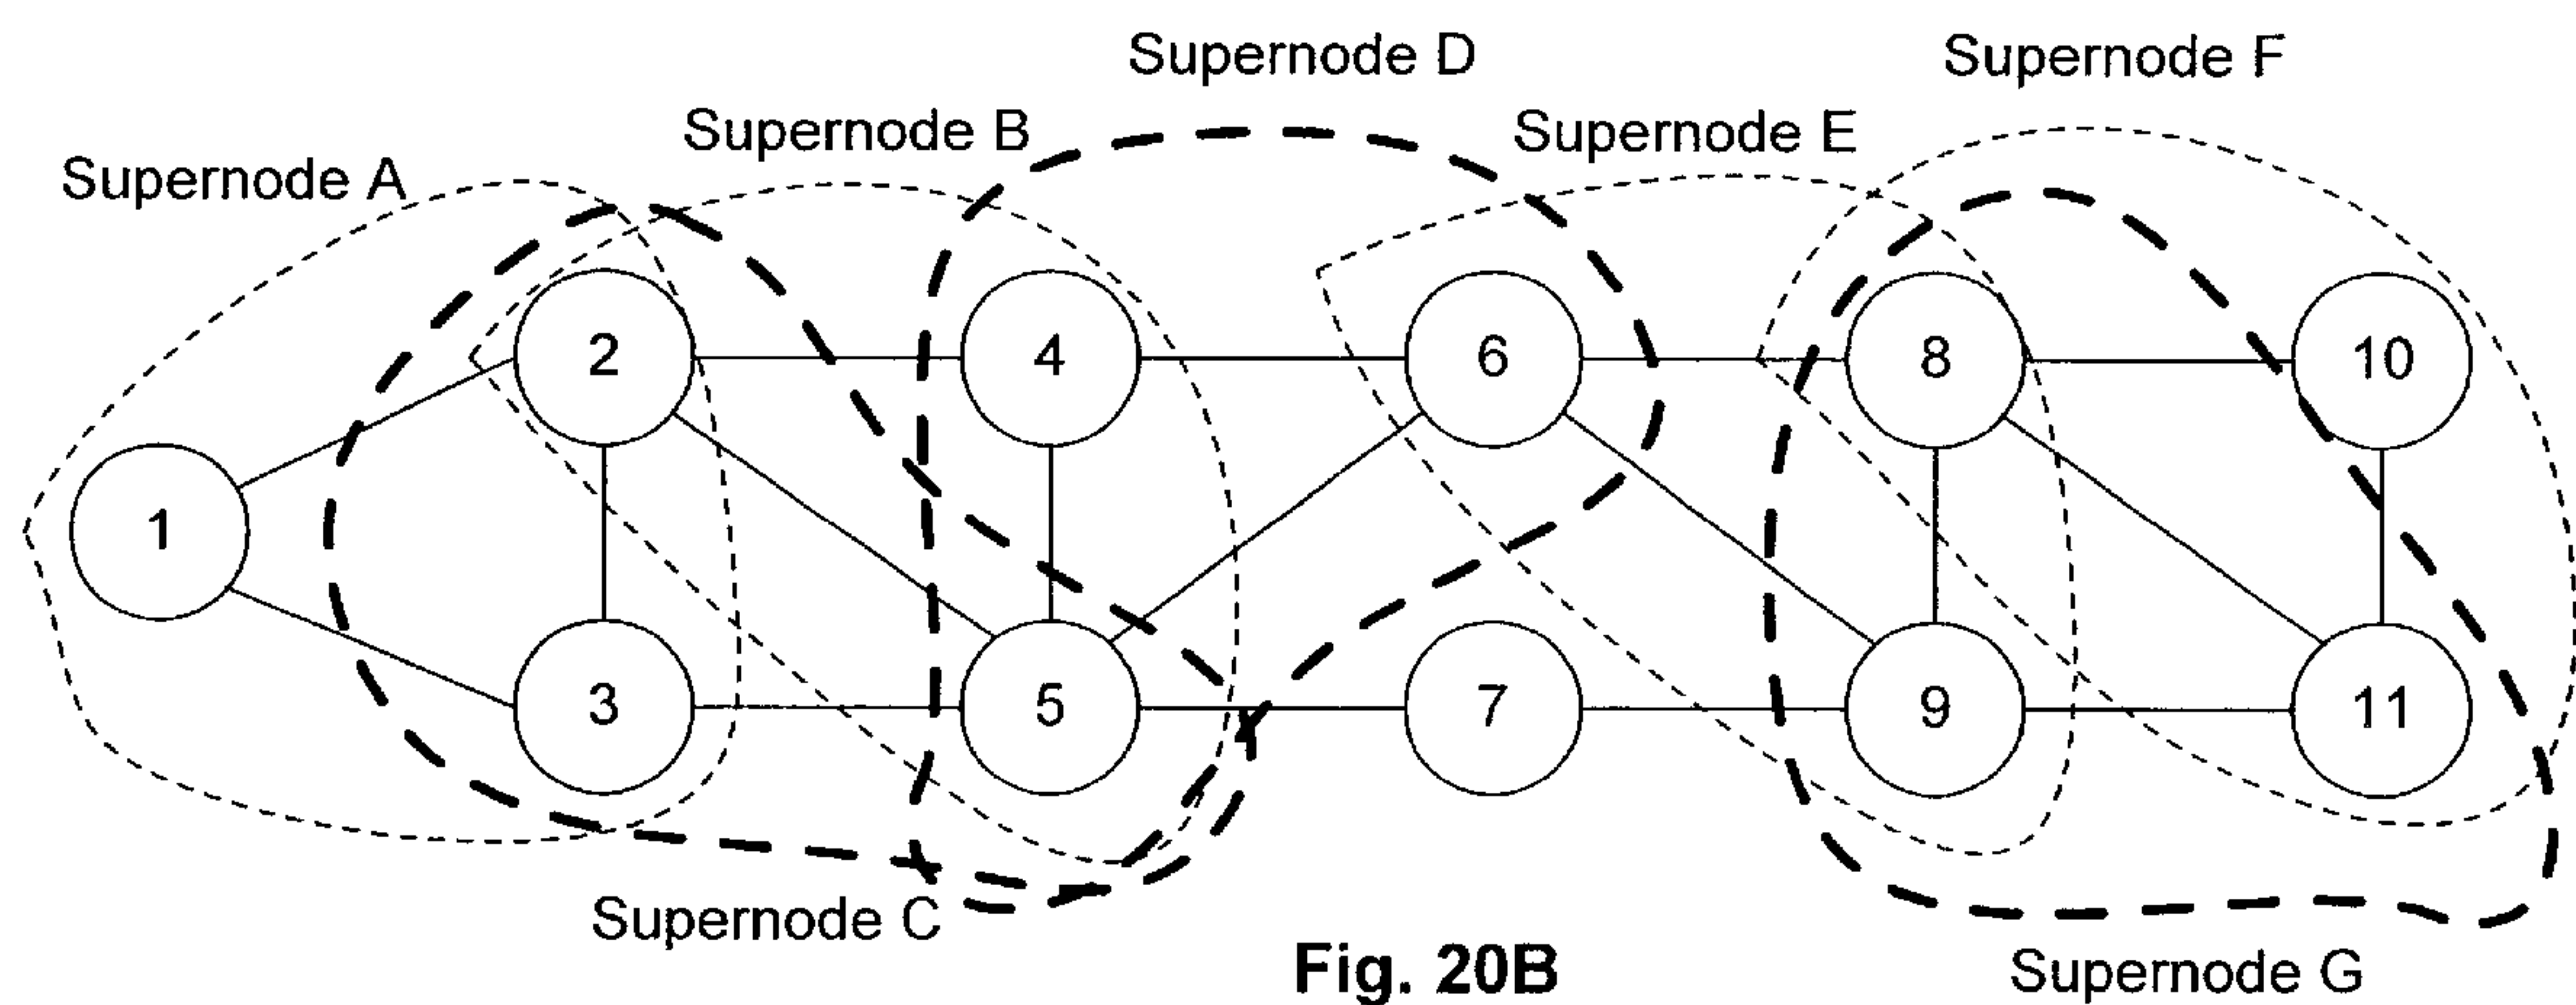 Supernode D
Supernode F
Supernode B
Supernode E
Supernode A
2
4
6
8
10
1
3
5
7
9
11
Supernode C
Fig. 20B
Supernode G